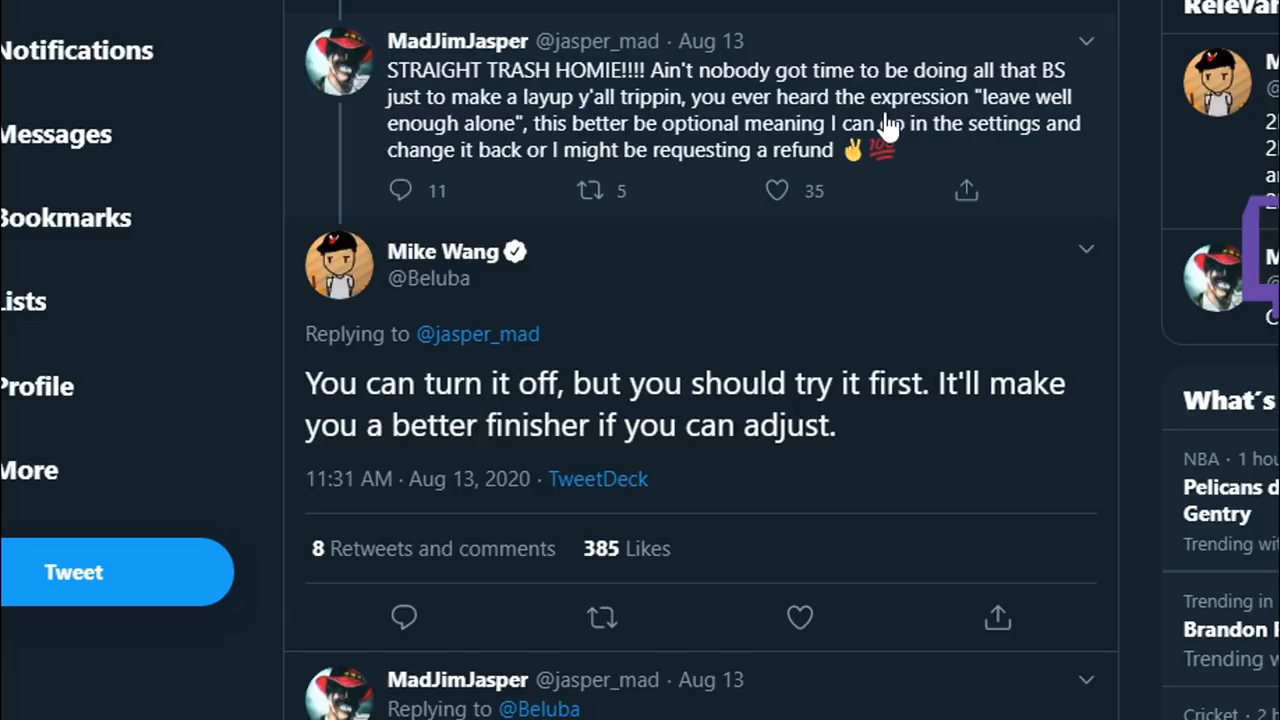 Notifications
Messages
Bookmarks
Lists
Profile
More
Tweet
MadJimJasper @jasper_mad · Aug 13
STRAIGHT TRASH HOMIE!!!! Ain't nobody got time to be doing all that BS
just to make a layup y'all trippin, you ever heard the expression "leave well
enough alone", this better be optional meaning I can go in the settings and
change it back or I might be requesting a refund ✌️💯
11 5 35
Mike Wang
@Beluba
Replying to @jasper_mad
You can turn it off, but you should try it first. It'll make
you a better finisher if you can adjust.
11:31 AM · Aug 13, 2020 · TweetDeck
8 Retweets and comments 385 Likes
MadJimJasper @jasper_mad · Aug 13
Replying to @Beluba
What's
NBA · 1 hou
Pelicans d
Gentry
Trending wit
Trending in
Brandon
Trending w
Cricket · 2 h